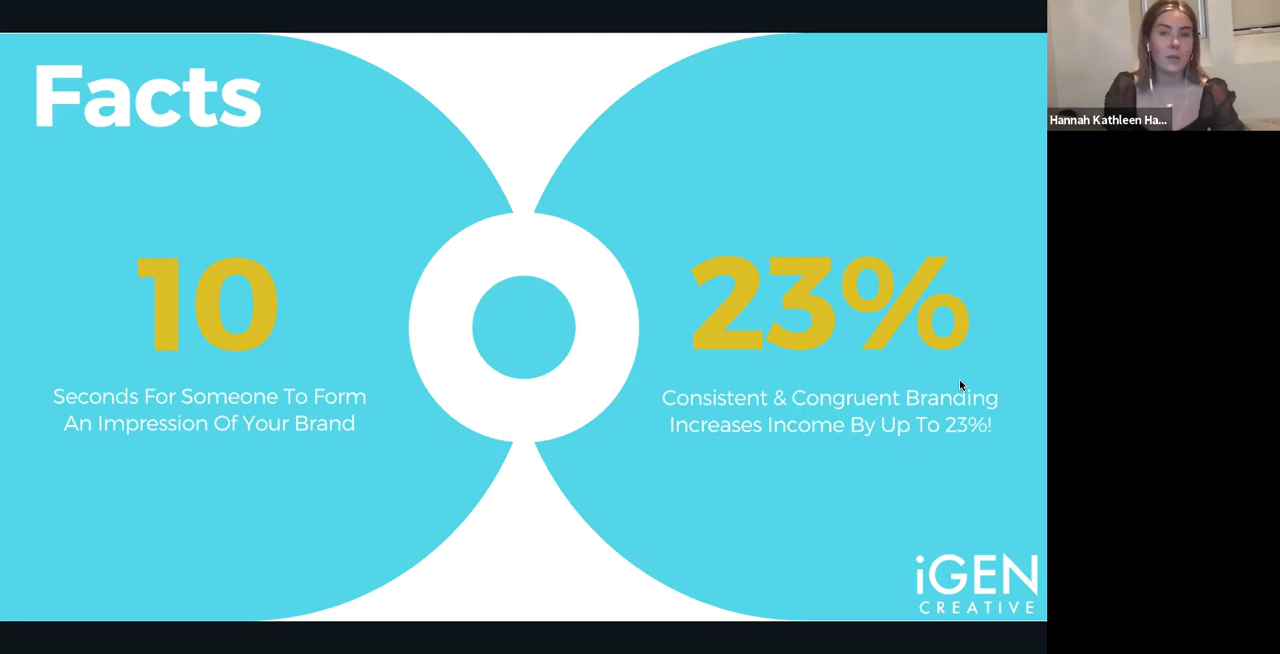 Facts
10
Seconds For Someone To Form
An Impression Of Your Brand
23%
Consistent & Congruent Branding
Increases Income By Up To 23%!
iGEN
CREATIVE
Hannah Kathleen Ha...